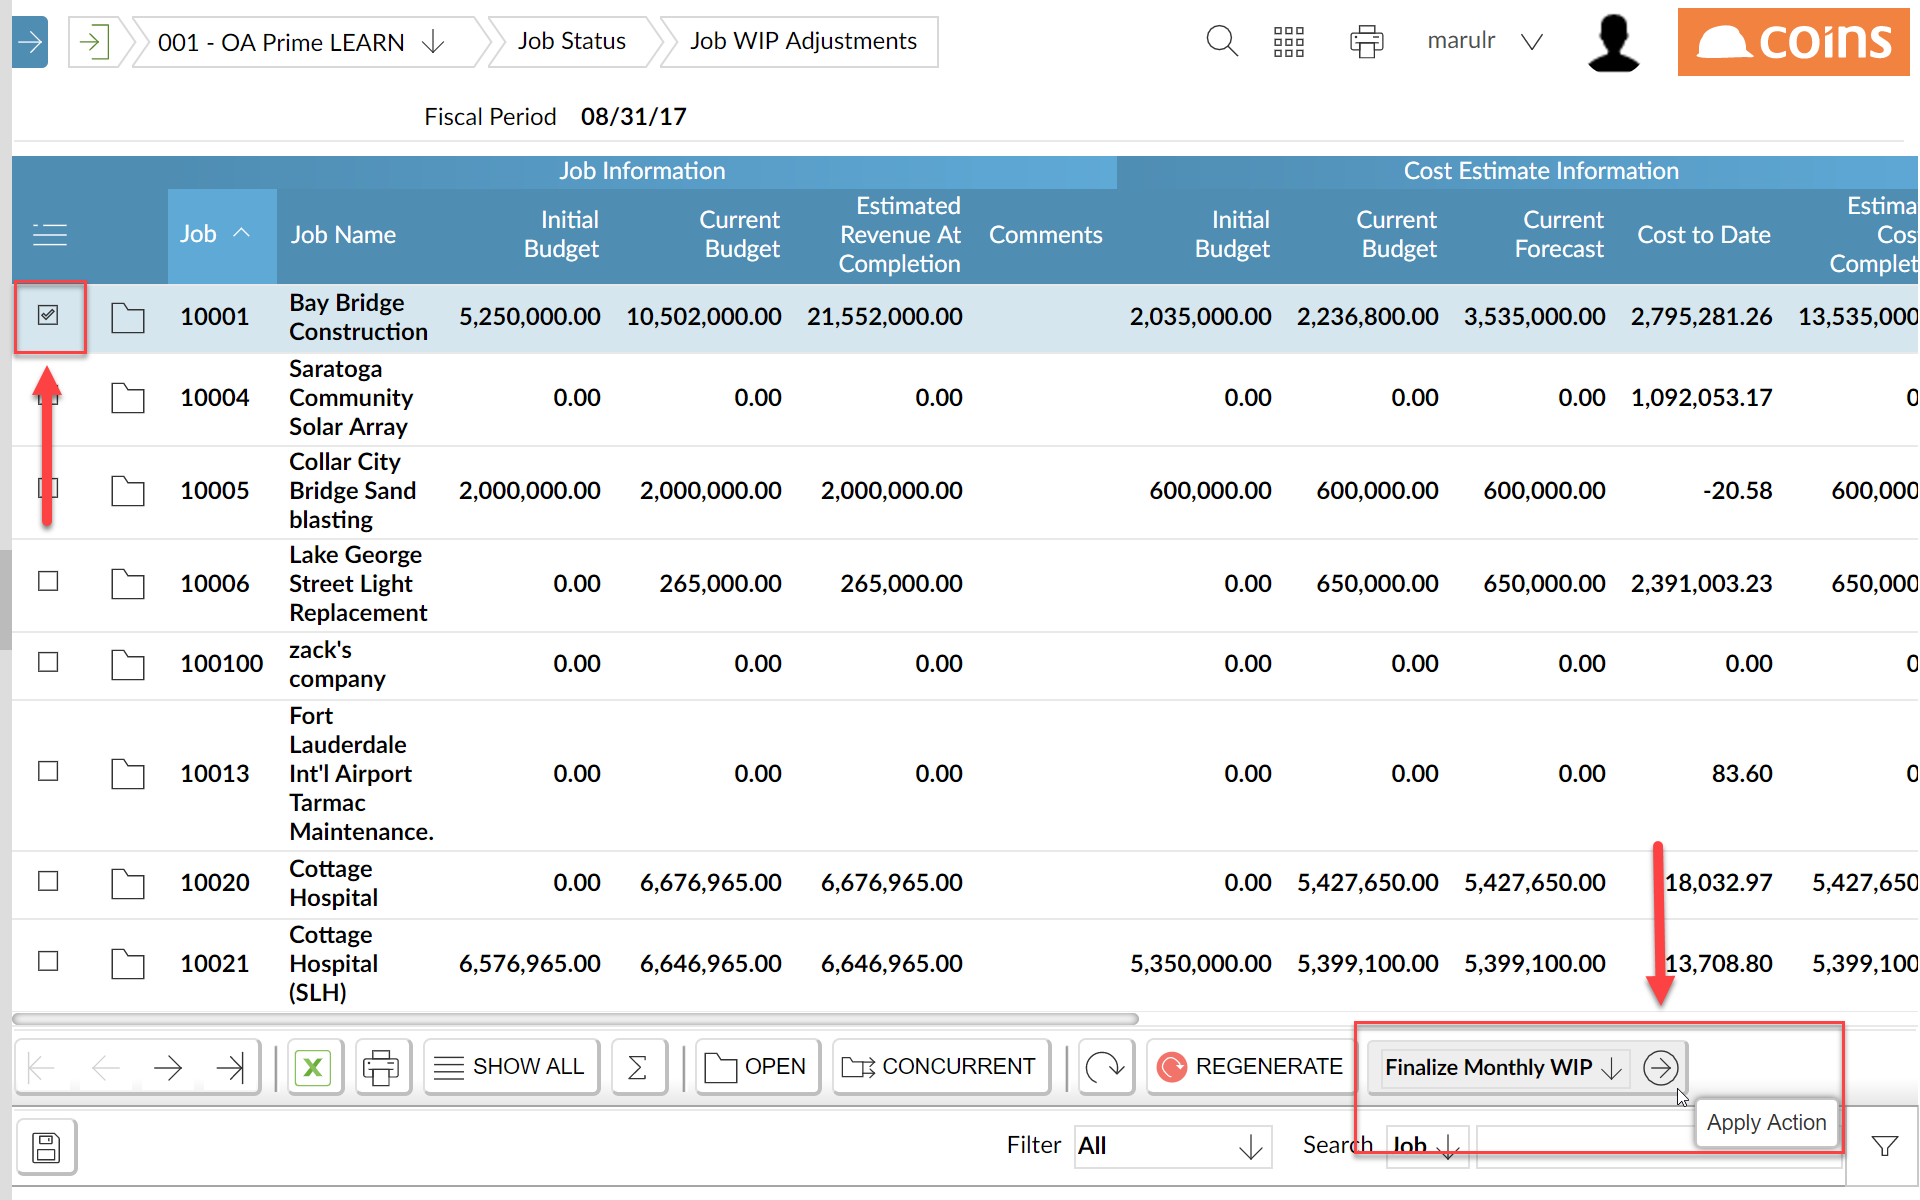 001 - OA Prime LEARN
Job Status
Job WIP Adjustments
marulr
coins
Fiscal Period 08/31/17
Job Information
Cost Estimate Information
Job
Job Name
Initial
Budget
Current
Budget
Estimated
Revenue At
Completion
Comments
Initial
Budget
Current
Budget
Current
Forecast
Cost to Date
Estima
Cos
Complet
10001
Bay Bridge
Construction
5,250,000.00 10,502,000.00 21,552,000.00 2,035,000.00 2,236,800.00 3,535,000.00 2,795,281.26 13,535,000
10004
Saratoga
Community
Solar Array
0.00 0.00 0.00 0.00 0.00 0.00 1,092,053.17 0
10005
Collar City
Bridge Sand
blasting
2,000,000.00 2,000,000.00 2,000,000.00 600,000.00 600,000.00 600,000.00 -20.58 600,000
10006
Lake George
Street Light
Replacement
0.00 265,000.00 265,000.00 0.00 650,000.00 650,000.00 2,391,003.23 650,000
100100
zack's
company
0.00 0.00 0.00 0.00 0.00 0.00 0.00 0
10013
Fort
Lauderdale
Int'l Airport
Tarmac
Maintenance.
0.00 0.00 0.00 0.00 0.00 0.00 83.60 0
10020
Cottage
Hospital
0.00 6,676,965.00 6,676,965.00 0.00 5,427,650.00 5,427,650.00 18,032.97 5,427,650
10021
Cottage
Hospital
(SLH)
6,576,965.00 6,646,965.00 6,646,965.00 5,350,000.00 5,399,100.00 5,399,100.00 13,708.80 5,399,100
X
SHOW ALL
Σ
OPEN
CONCURRENT
REGENERATE
Finalize Monthly WIP
Apply Action
Filter All
Search Job